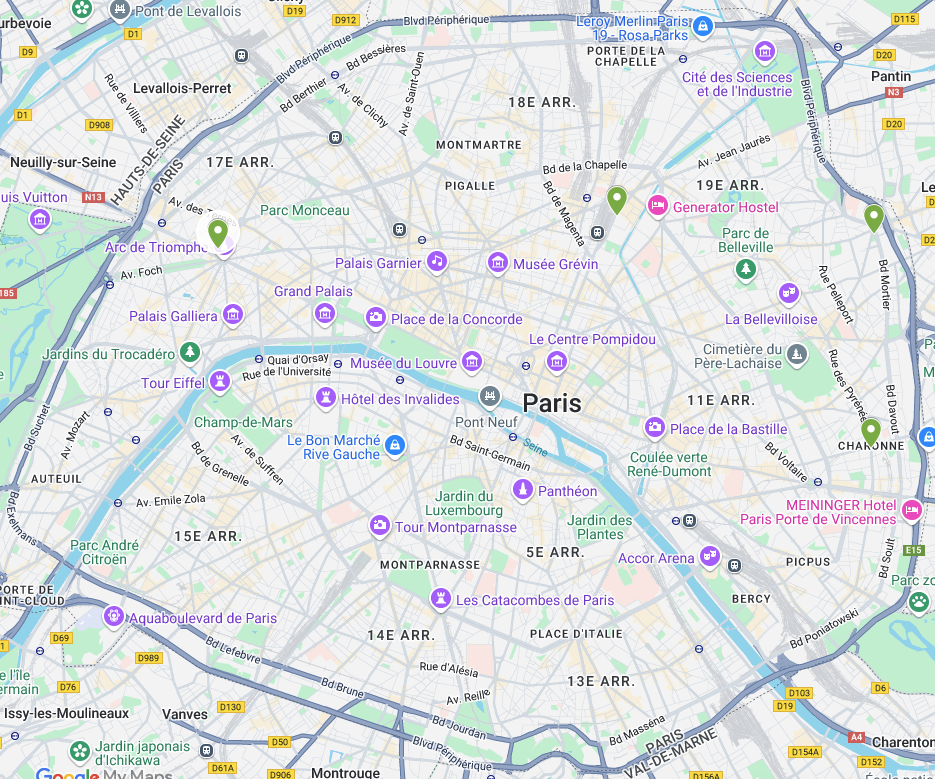 Clichy
D19
D912
Blvd Périphérique
Pont de Levallois
Leroy Merlin Paris
19 - Rosa Parks
D115
D1
D9
Blvd Périphérique
Bd Bessières
PORTE DE LA
CHAPELLE
Pantin
N3
Levallois-Perret
Bd Berthier
Av. de Clichy
Av. de Saint-Ouen
18E ARR.
Cité des Sciences
et de l'Industrie
Blvd Périphérique
D1
D908
Rue de Villiers
D20
HAUTS-DE-SEINE
PARIS
MONTMARTRE
Neuilly-sur-Seine
17E ARR.
Bd de la Chapelle
Av. Jean Jaurès
PIGALLE
19E ARR.
N13
uis Vuitton
Av. des
Parc Monceau
Bd de Magenta
Generator Hostel
D20
Arc de Triomphe
Parc de
Belleville
Av. Foch
Palais Garnier
Musée Grévin
Rue Pelleport
Bd Mortier
185
Grand Palais
La Bellevilloise
Palais Galliera
Place de la Concorde
Le Centre Pompidou
Jardins du Trocadéro
Quai d'Orsay
Musée du Louvre
Cimetière du
Père-Lachaise
Rue de l'Université
Tour Eiffel
Hôtel des Invalides
Paris
11E ARR.
Rue des Pyrénées
Bd Davout
Bd Suchet
Av. Mozart
Champ-de-Mars
Pont Neuf
Seine
Place de la Bastille
Le Bon Marché
Rive Gauche
Bd Saint-Germain
CHARONNE
Bd de Grenelle
Av. de Suffren
Coulée verte
René-Dumont
Bd Voltaire
AUTEUIL
Panthéon
Bd Exelmans
Av. Emile Zola
Jardin du
Luxembourg
MEININGER Hotel
Paris Porte de Vincennes
15E ARR.
Tour Montparnasse
Jardin des
Plantes
Parc André
Citroën
5E ARR.
Accor Arena
PICPUS
Bd Soult
E15
MONTPARNASSE
PORTE DE
INT-CLOUD
Les Catacombes de Paris
BERCY
Parc zo
Aquaboulevard de Paris
14E ARR.
PLACE D'ITALIE
Bd Poniatowski
D69
Bd Lefebvre
D989
e l'île
ermain
D76
Bd Brune
Rue d'Alésia
13E ARR.
D103
D6
Av. Reille
D19
Issy-les-Moulineaux
Vanves
D130
Bd Jourdan
Bd Masséna
D50
Blvd Périphérique
PARIS
VAL-DE-MARNE
A4
Charenton
Jardin japonais
d'Ichikawa
D154A
D61A
D906
Montrouge
D156A
D152
Google My Maps